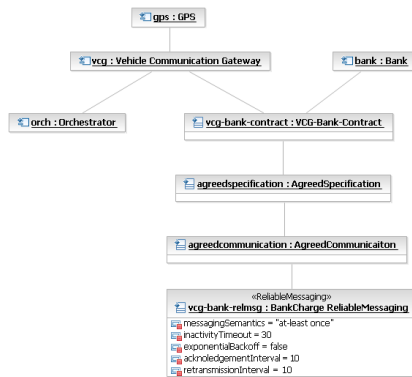 gps : GPS
vcg : Vehicle Communication Gateway
bank : Bank
orch : Orchestrator
vcg-bank-contract : VCG-Bank-Contract
agreedspecification : AgreedSpecification
agreedcommunication : AgreedCommunicaiton
«ReliableMessaging»
vcg-bank-relmsg : BankCharge ReliableMessaging
messagingSemantics = "at-least once"
inactivityTimeout = 30
exponentialBackoff = false
acknoledgementInterval = 10
retransmissionInterval = 10